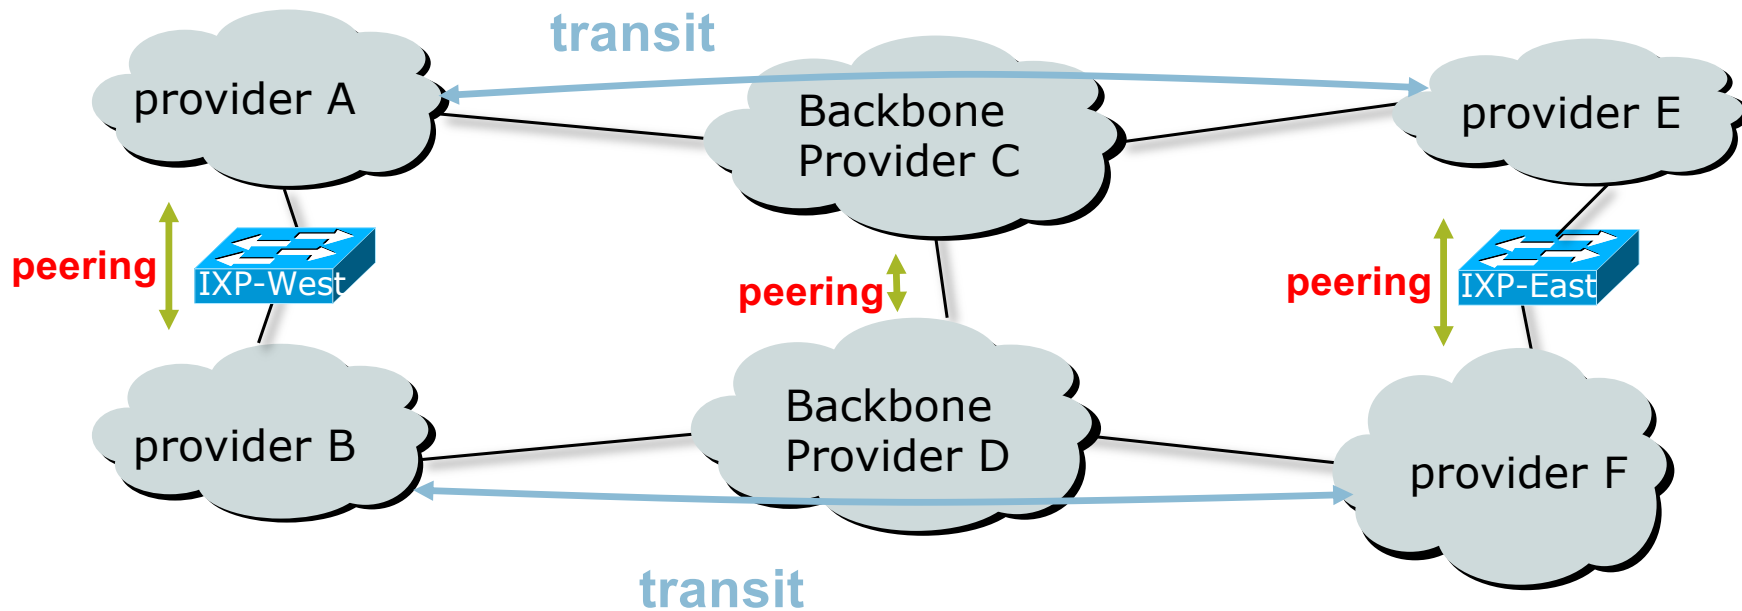 transit
provider A
Backbone
Provider C
provider E
peering
IXP-West
peering
peering
IXP-East
provider B
Backbone
Provider D
provider F
transit